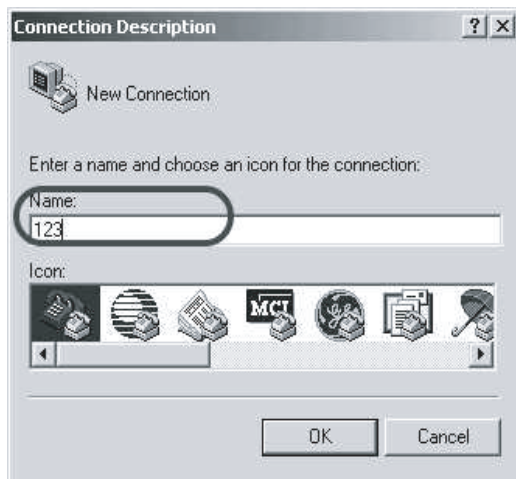 Connection Description
New Connection
Enter a name and choose an icon for the connection:
Name:
123
Icon:
MCI
OK
Cancel